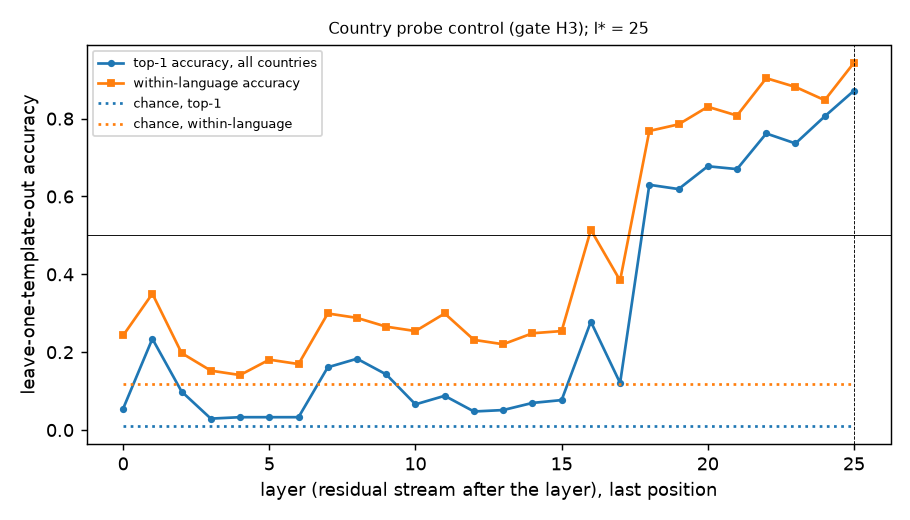 Country probe control (gate H3); l* = 25
top-1 accuracy, all countries
within-language accuracy
chance, top-1
chance, within-language
leave-one-template-out accuracy
0.8
0.6
0.4
0.2
0.0
0 5 10 15 20 25
layer (residual stream after the layer), last position